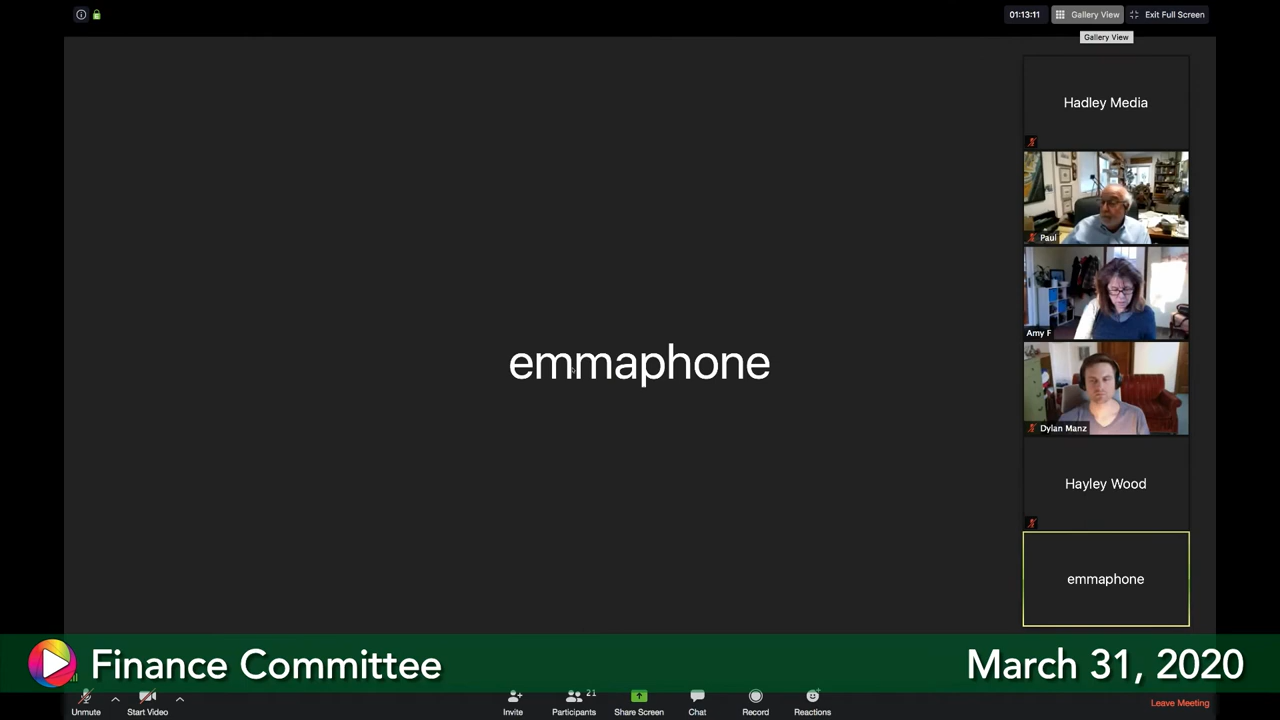 01:13:11
Gallery View
Exit Full Screen
Gallery View
Hadley Media
Paul
Amy F
Dylan Manz
Hayley Wood
emmaphone
emmaphone
Finance Committee
March 31, 2020
Unmute
Start Video
Invite
21
Participants
Share Screen
Chat
Record
Reactions
Leave Meeting